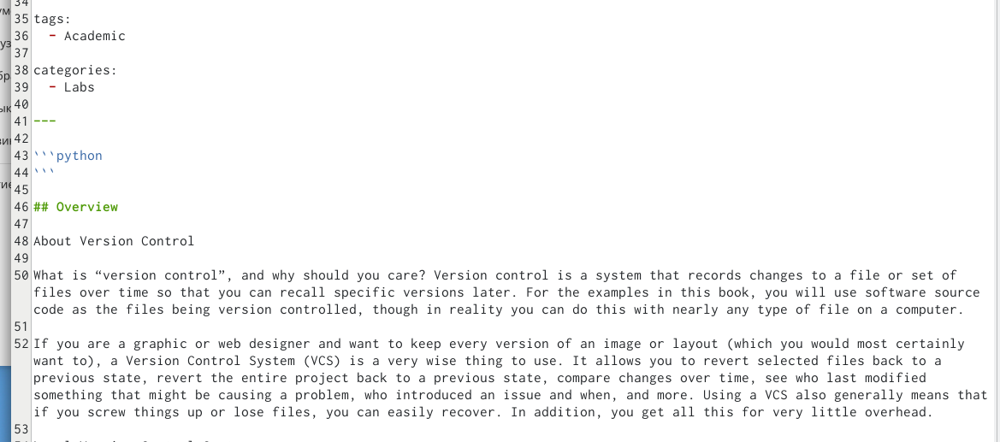 34
35 tags:
36 - Academic
37
38 categories:
39 - Labs
40
41 ---
42
43 ```python
44 ```
45
46 ## Overview
47
48 About Version Control
49
50 What is “version control”, and why should you care? Version control is a system that records changes to a file or set of
files over time so that you can recall specific versions later. For the examples in this book, you will use software source
code as the files being version controlled, though in reality you can do this with nearly any type of file on a computer.
51
52 If you are a graphic or web designer and want to keep every version of an image or layout (which you would most certainly
want to), a Version Control System (VCS) is a very wise thing to use. It allows you to revert selected files back to a
previous state, revert the entire project back to a previous state, compare changes over time, see who last modified
something that might be causing a problem, who introduced an issue and when, and more. Using a VCS also generally means that
if you screw things up or lose files, you can easily recover. In addition, you get all this for very little overhead.
53